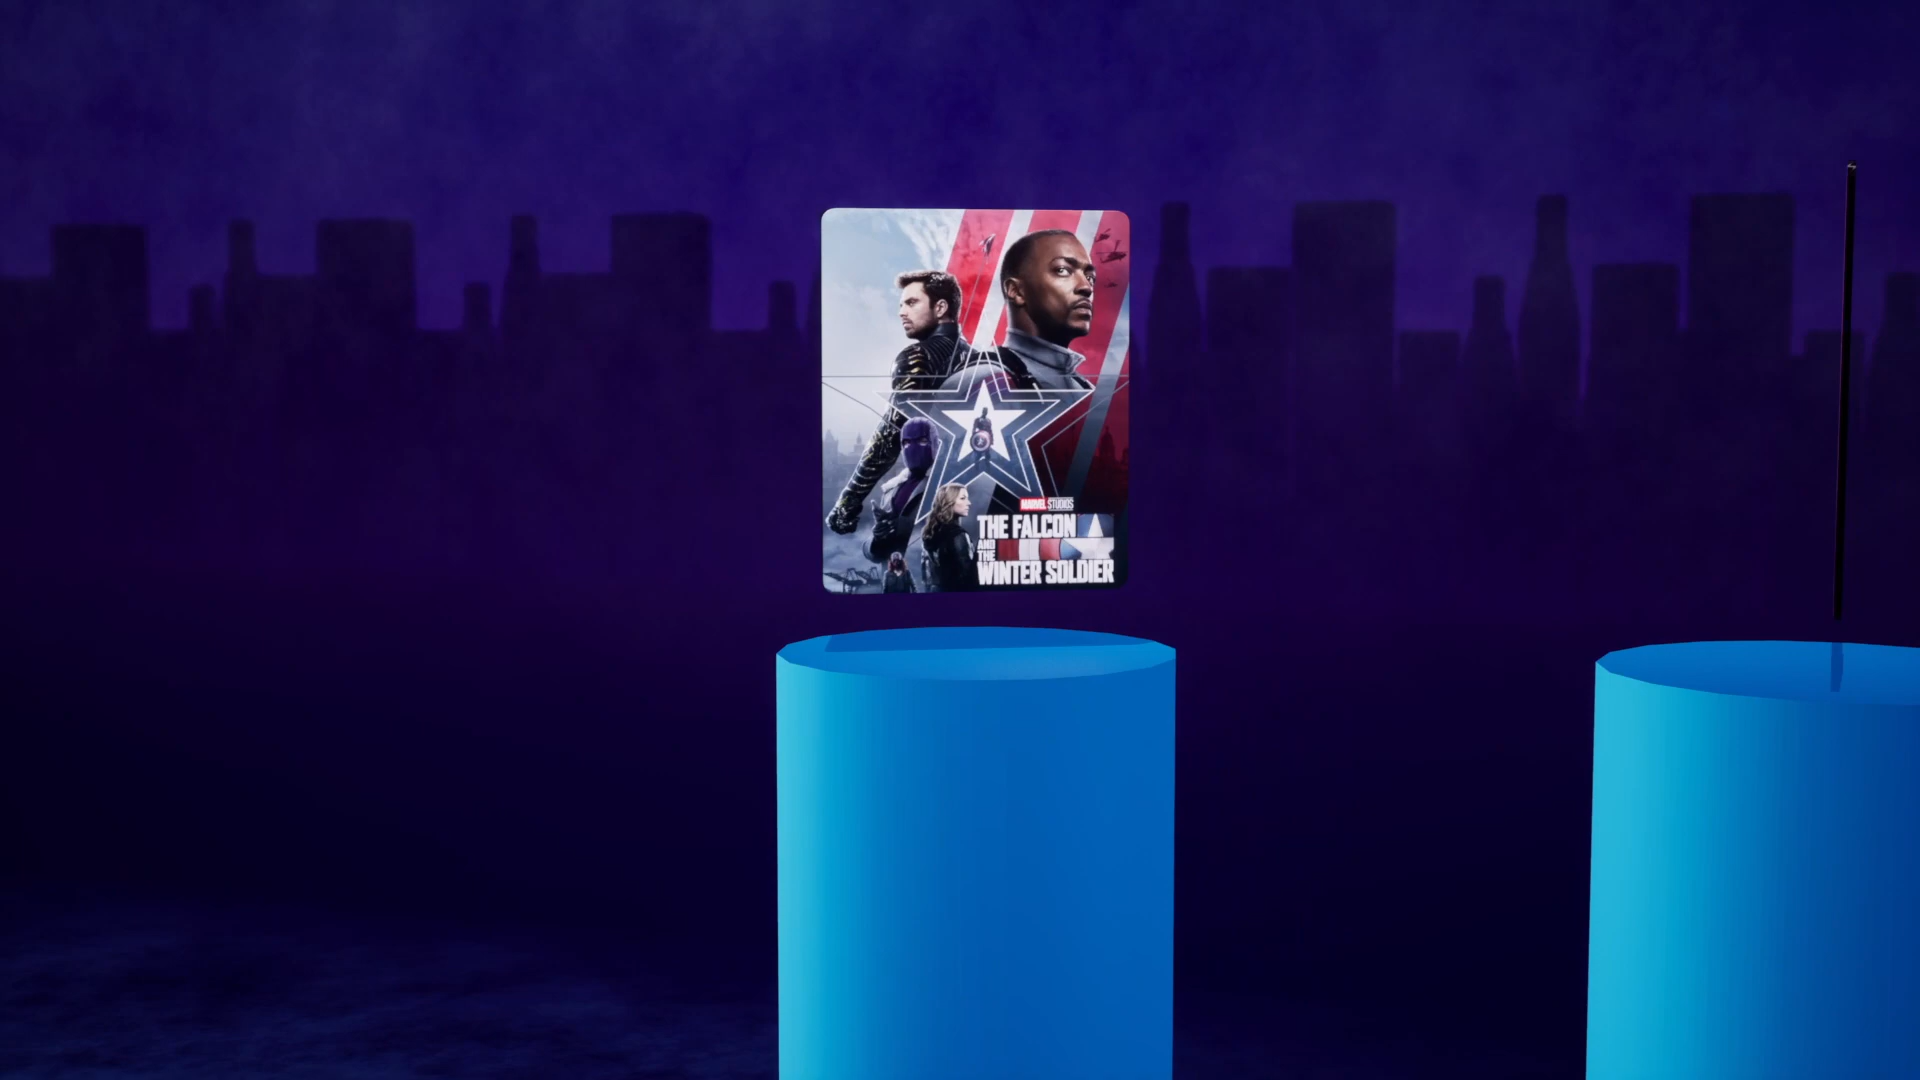 MARVEL STUDIOS
THE FALCON
AND
THE
WINTER SOLDIER